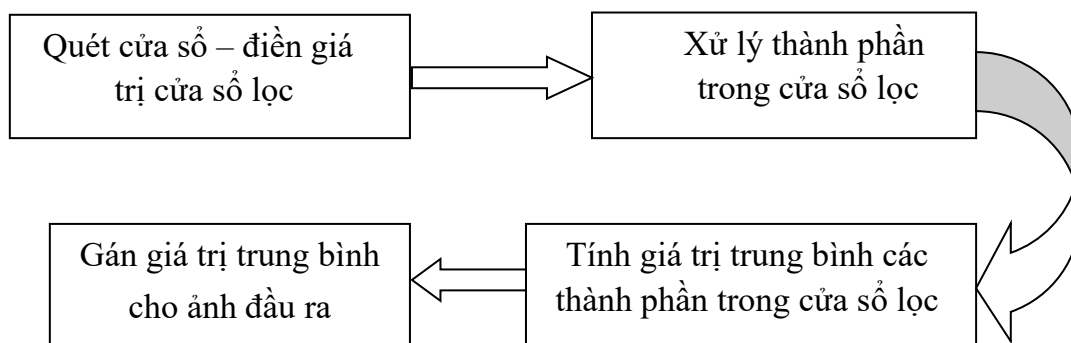 Quét cửa sổ – điền giá
trị cửa sổ lọc
Xử lý thành phần
trong cửa sổ lọc
Tính giá trị trung bình các
thành phần trong cửa sổ lọc
Gán giá trị trung bình
cho ảnh đầu ra